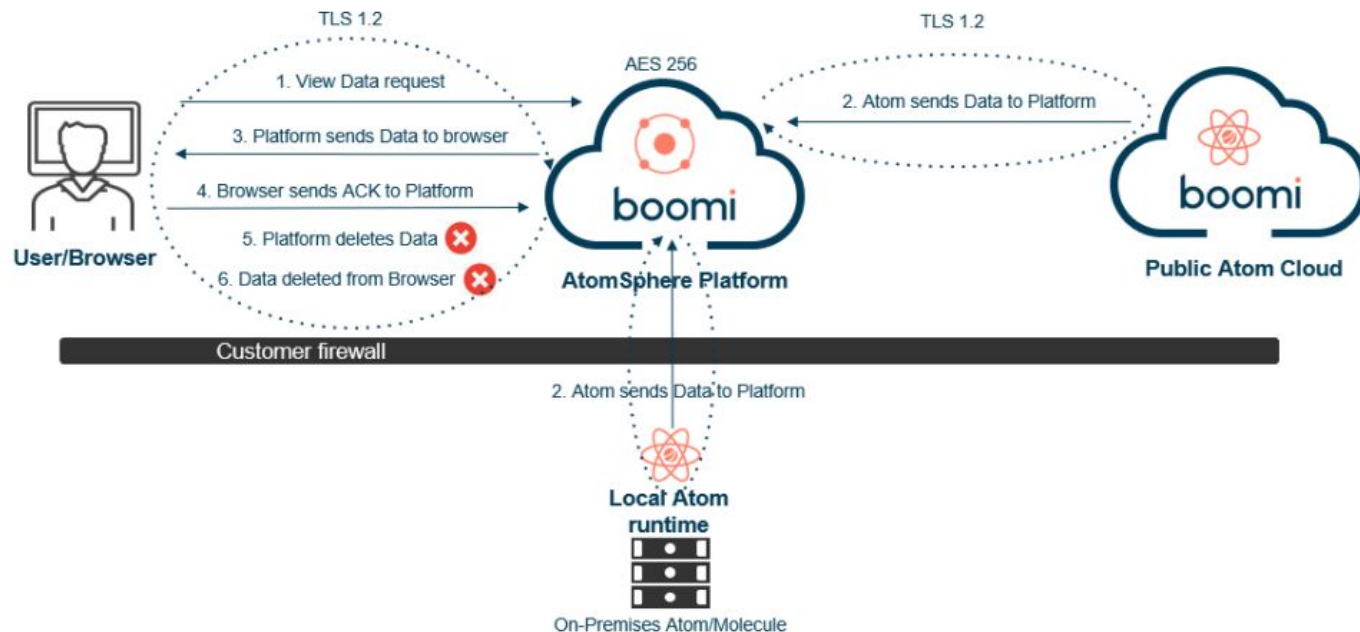 TLS 1.2
TLS 1.2
AES 256
1. View Data request
2. Atom sends Data to Platform
3. Platform sends Data to browser
4. Browser sends ACK to Platform
boomi
boomi
5. Platform deletes Data
User/Browser
6. Data deleted from Browser
AtomSphere Platform
Public Atom Cloud
Customer firewall
2. Atom sends Data to Platform
Local Atom
runtime
On-Premises Atom/Molecule